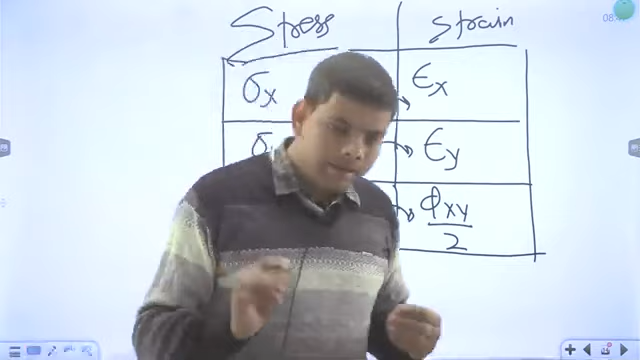 Stress strain
σx → ϵx
σ → ϵy
→ ϕxy/2